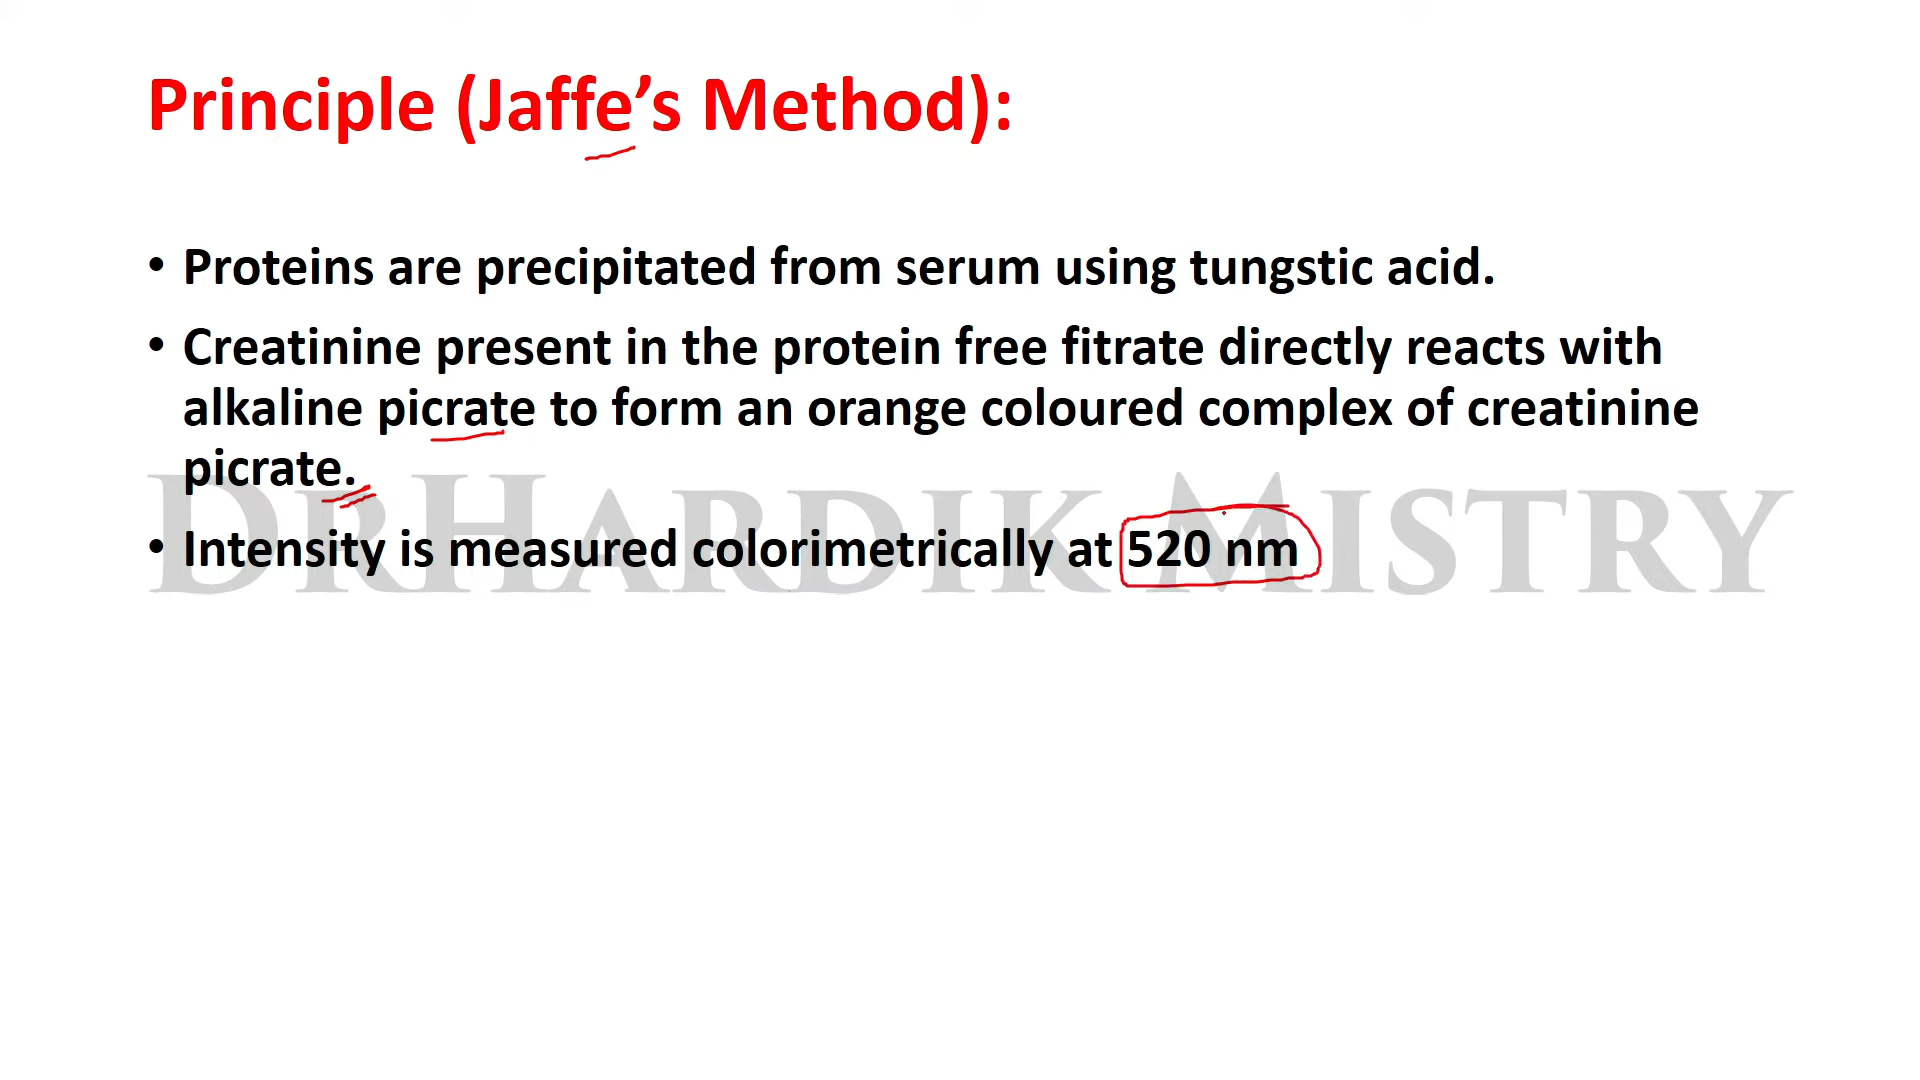 Principle (Jaffe’s Method):
• Proteins are precipitated from serum using tungstic acid.
• Creatinine present in the protein free fitrate directly reacts with
alkaline picrate to form an orange coloured complex of creatinine
picrate.
DRHARDIK MISTRY
• Intensity is measured colorimetrically at 520 nm